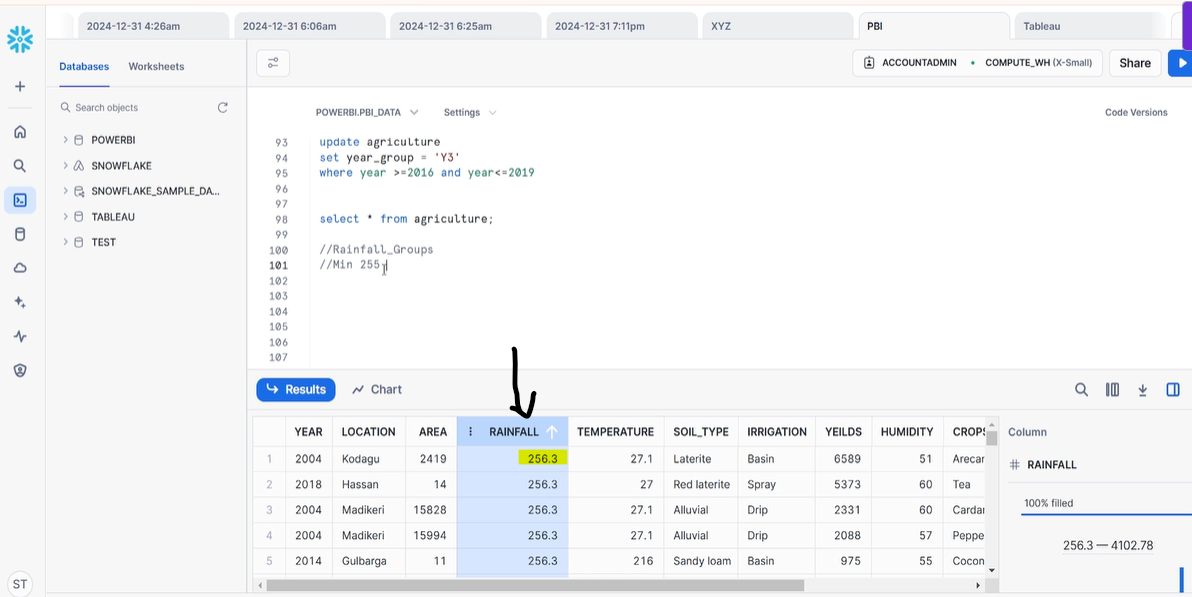 2024-12-31 4:26am 2024-12-31 6:06am 2024-12-31 6:25am 2024-12-31 7:11pm XYZ PBI Tableau
Databases Worksheets
ACCOUNTADMIN • COMPUTE_WH (X-Small) Share
Search objects
POWERBI
SNOWFLAKE
SNOWFLAKE_SAMPLE_DA...
TABLEAU
TEST
POWERBI.PBI_DATA Settings Code Versions
93 update agriculture
94 set year_group = 'Y3'
95 where year >=2016 and year<=2019
96
97
98 select * from agriculture;
99
100 //Rainfall_Groups
101 //Min 255
102
103
104
105
106
107
Results Chart
YEAR LOCATION AREA RAINFALL TEMPERATURE SOIL_TYPE IRRIGATION YEILDS HUMIDITY CROPS
1 2004 Kodagu 2419 256.3 27.1 Laterite Basin 6589 51 Arecar
2 2018 Hassan 14 256.3 27 Red laterite Spray 5373 60 Tea
3 2004 Madikeri 15828 256.3 27.1 Alluvial Drip 2331 60 Cardar
4 2004 Madikeri 15994 256.3 27.1 Alluvial Drip 2088 57 Peppe
5 2014 Gulbarga 11 256.3 216 Sandy loam Basin 975 55 Cocon
Column
# RAINFALL
100% filled
256.3 — 4102.78
ST